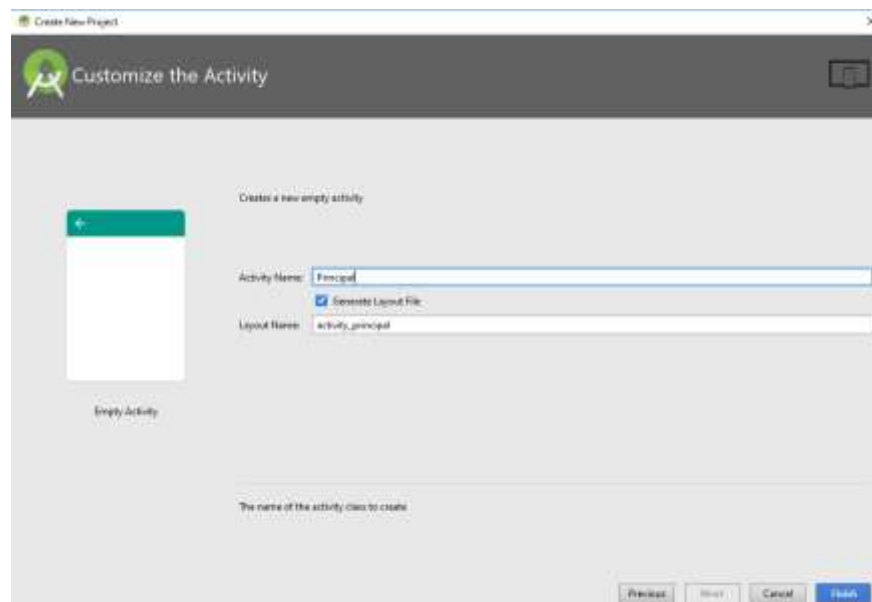 Create New Project
Customize the Activity
Creates a new empty activity
Activity Name: Principal
Generate Layout File
Layout Name: activity_principal
Empty Activity
The name of the activity class to create
Previous Next Cancel Finish